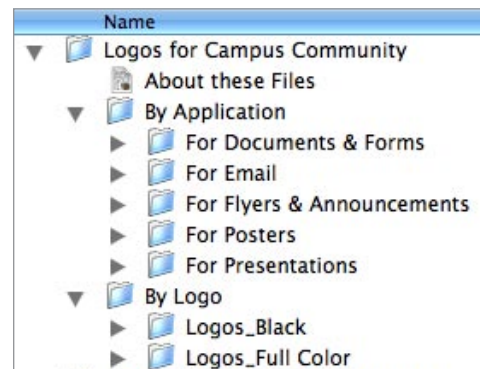 Name
Logos for Campus Community
About these Files
By Application
For Documents & Forms
For Email
For Flyers & Announcements
For Posters
For Presentations
By Logo
Logos_Black
Logos_Full Color